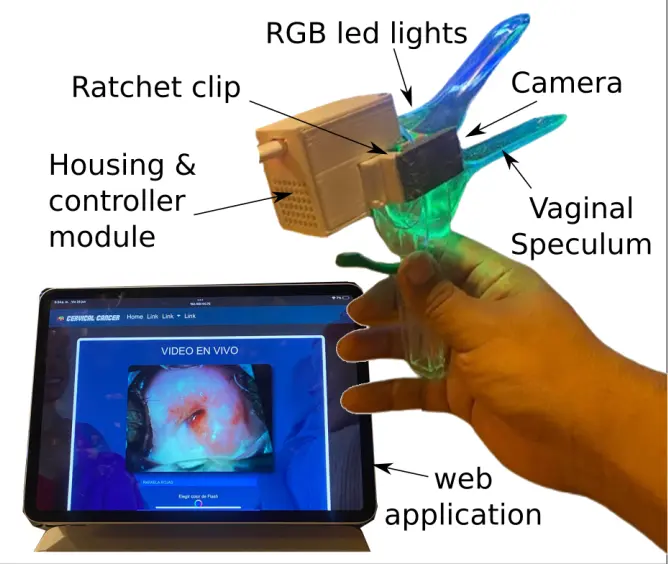 RGB led lights
Ratchet clip
Camera
Housing &
controller
module
Vaginal
Speculum
CERVICAL CANCER Home Link Link Link
VIDEO EN VIVO
Elegir color de Flash
web
application